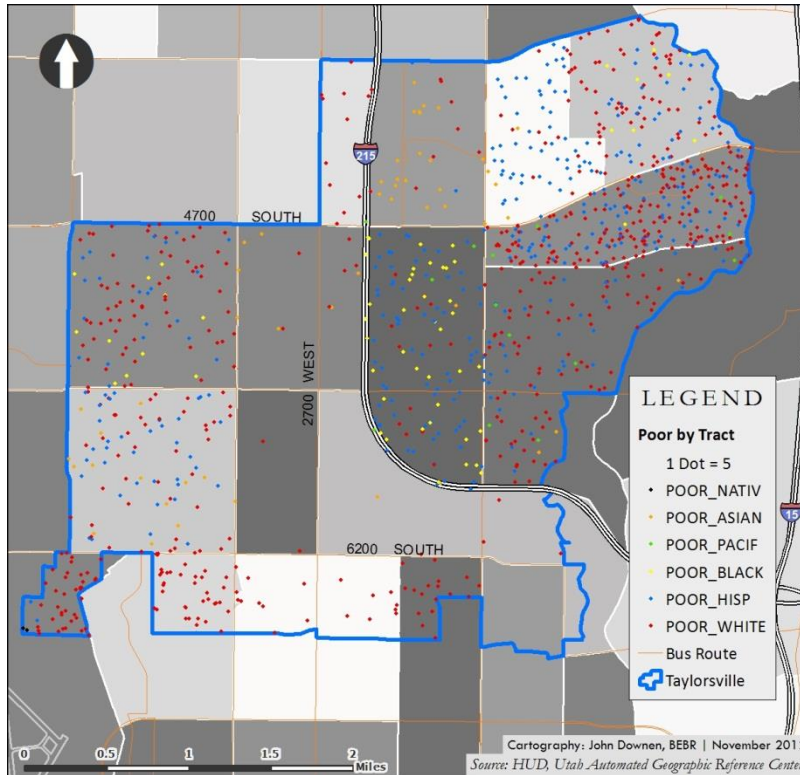 215
4700 SOUTH
2700 WEST
6200 SOUTH
LEGEND
Poor by Tract
1 Dot = 5
POOR_NATIV
POOR_ASIAN
POOR_PACIF
POOR_BLACK
POOR_HISP
POOR_WHITE
Bus Route
Taylorsville
15
0 0.5 1 1.5 2
Miles
Cartography: John Downen, BEBR | November 201
Source: HUD, Utah Automated Geographic Reference Cente